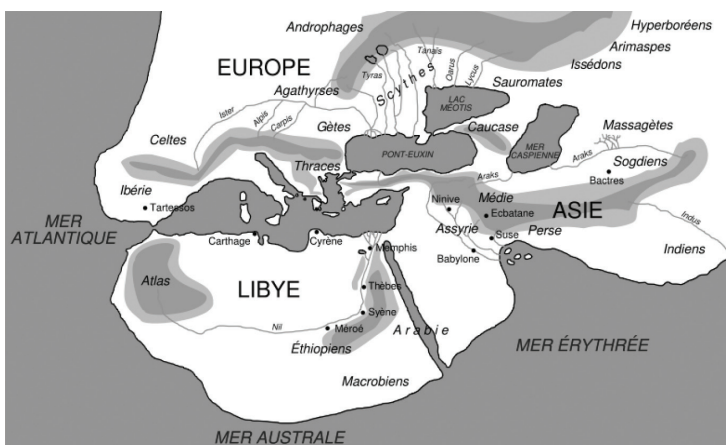 Androphages
Hyperboréens
Arimaspes
Issédons
EUROPE
Tyras
Scythes
Tanaïs
Oarus
Lycus
Sauromates
Agathyrses
Ister
Alpis
Carpis
LAC
MÉOTIS
Celtes
Gètes
Caucase
Massagètes
PONT-EUXIN
MER
CASPIENNE
Araks
Sogdiens
Thraces
Araks
Bactres
Ibérie
Tartessos
Ninive
Médie
Ecbatane
ASIE
Indus
MER
ATLANTIQUE
Carthage
Cyrène
Memphis
Assyrie
Suse
Perse
Babylone
Indiens
Atlas
LIBYE
Thèbes
Syène
Nil
Méroé
Arabie
Éthiopiens
MER ÉRYTHRÉE
Macrobiens
MER AUSTRALE